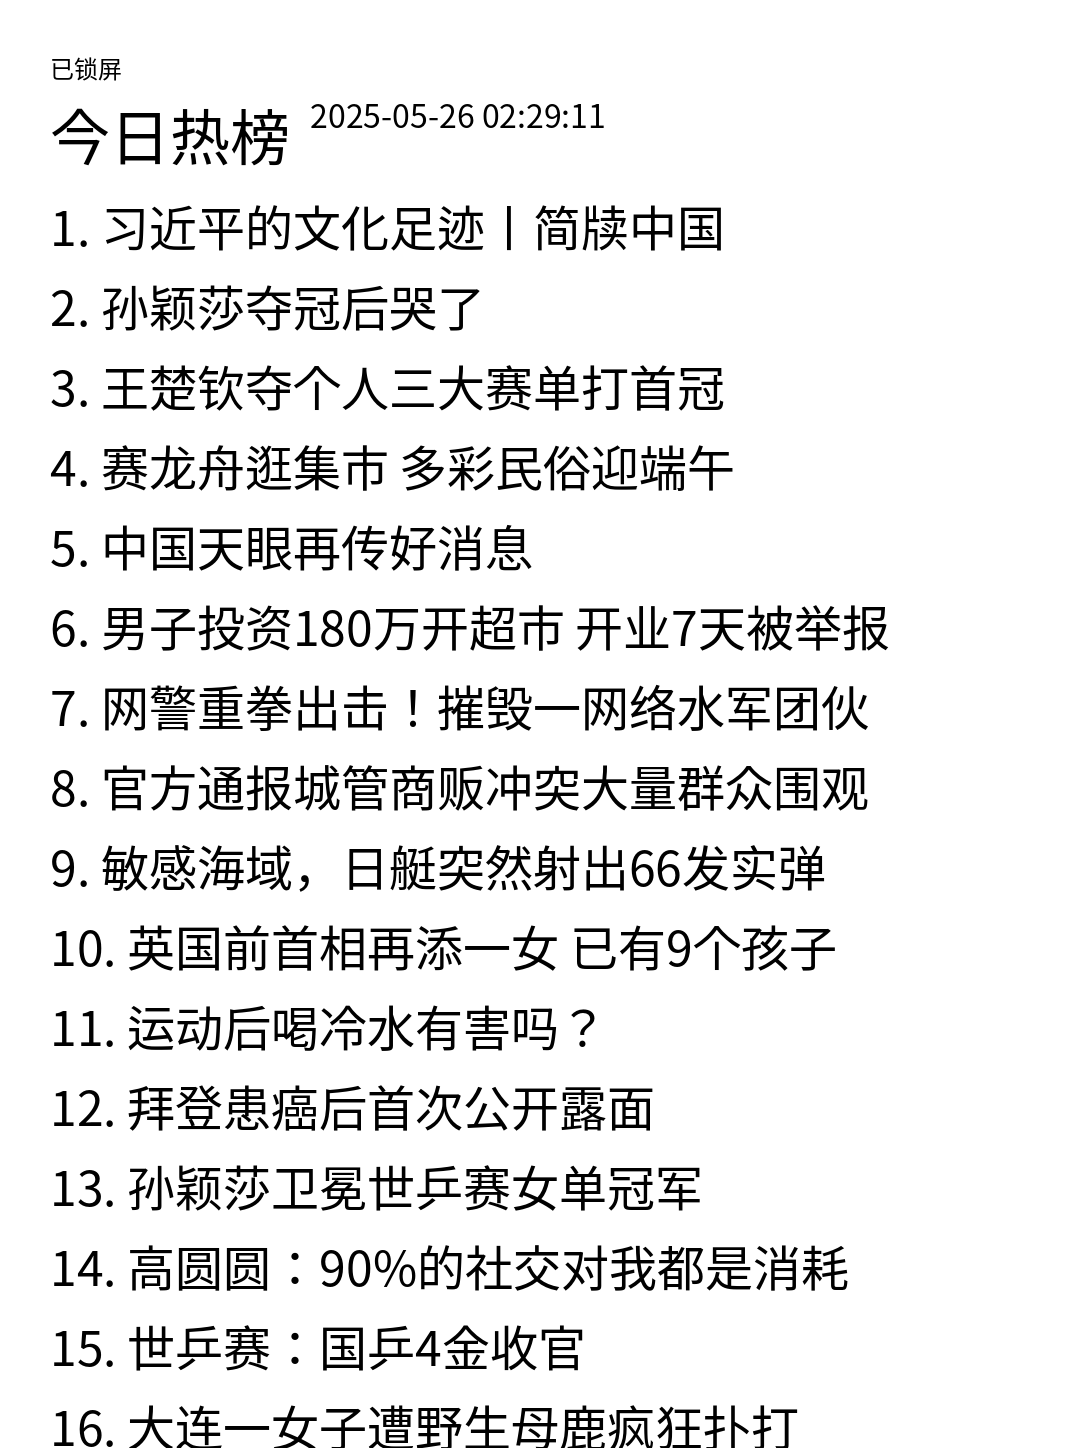 已锁屏
今日热榜 2025-05-26 02:29:11
1. 习近平的文化足迹丨简牍中国
2. 孙颖莎夺冠后哭了
3. 王楚钦夺个人三大赛单打首冠
4. 赛龙舟逛集市 多彩民俗迎端午
5. 中国天眼再传好消息
6. 男子投资180万开超市 开业7天被举报
7. 网警重拳出击！摧毁一网络水军团伙
8. 官方通报城管商贩冲突大量群众围观
9. 敏感海域，日艇突然射出66发实弹
10. 英国前首相再添一女 已有9个孩子
11. 运动后喝冷水有害吗？
12. 拜登患癌后首次公开露面
13. 孙颖莎卫冕世乒赛女单冠军
14. 高圆圆：90%的社交对我都是消耗
15. 世乒赛：国乒4金收官
16. 大连一女子遭野生母鹿疯狂扑打